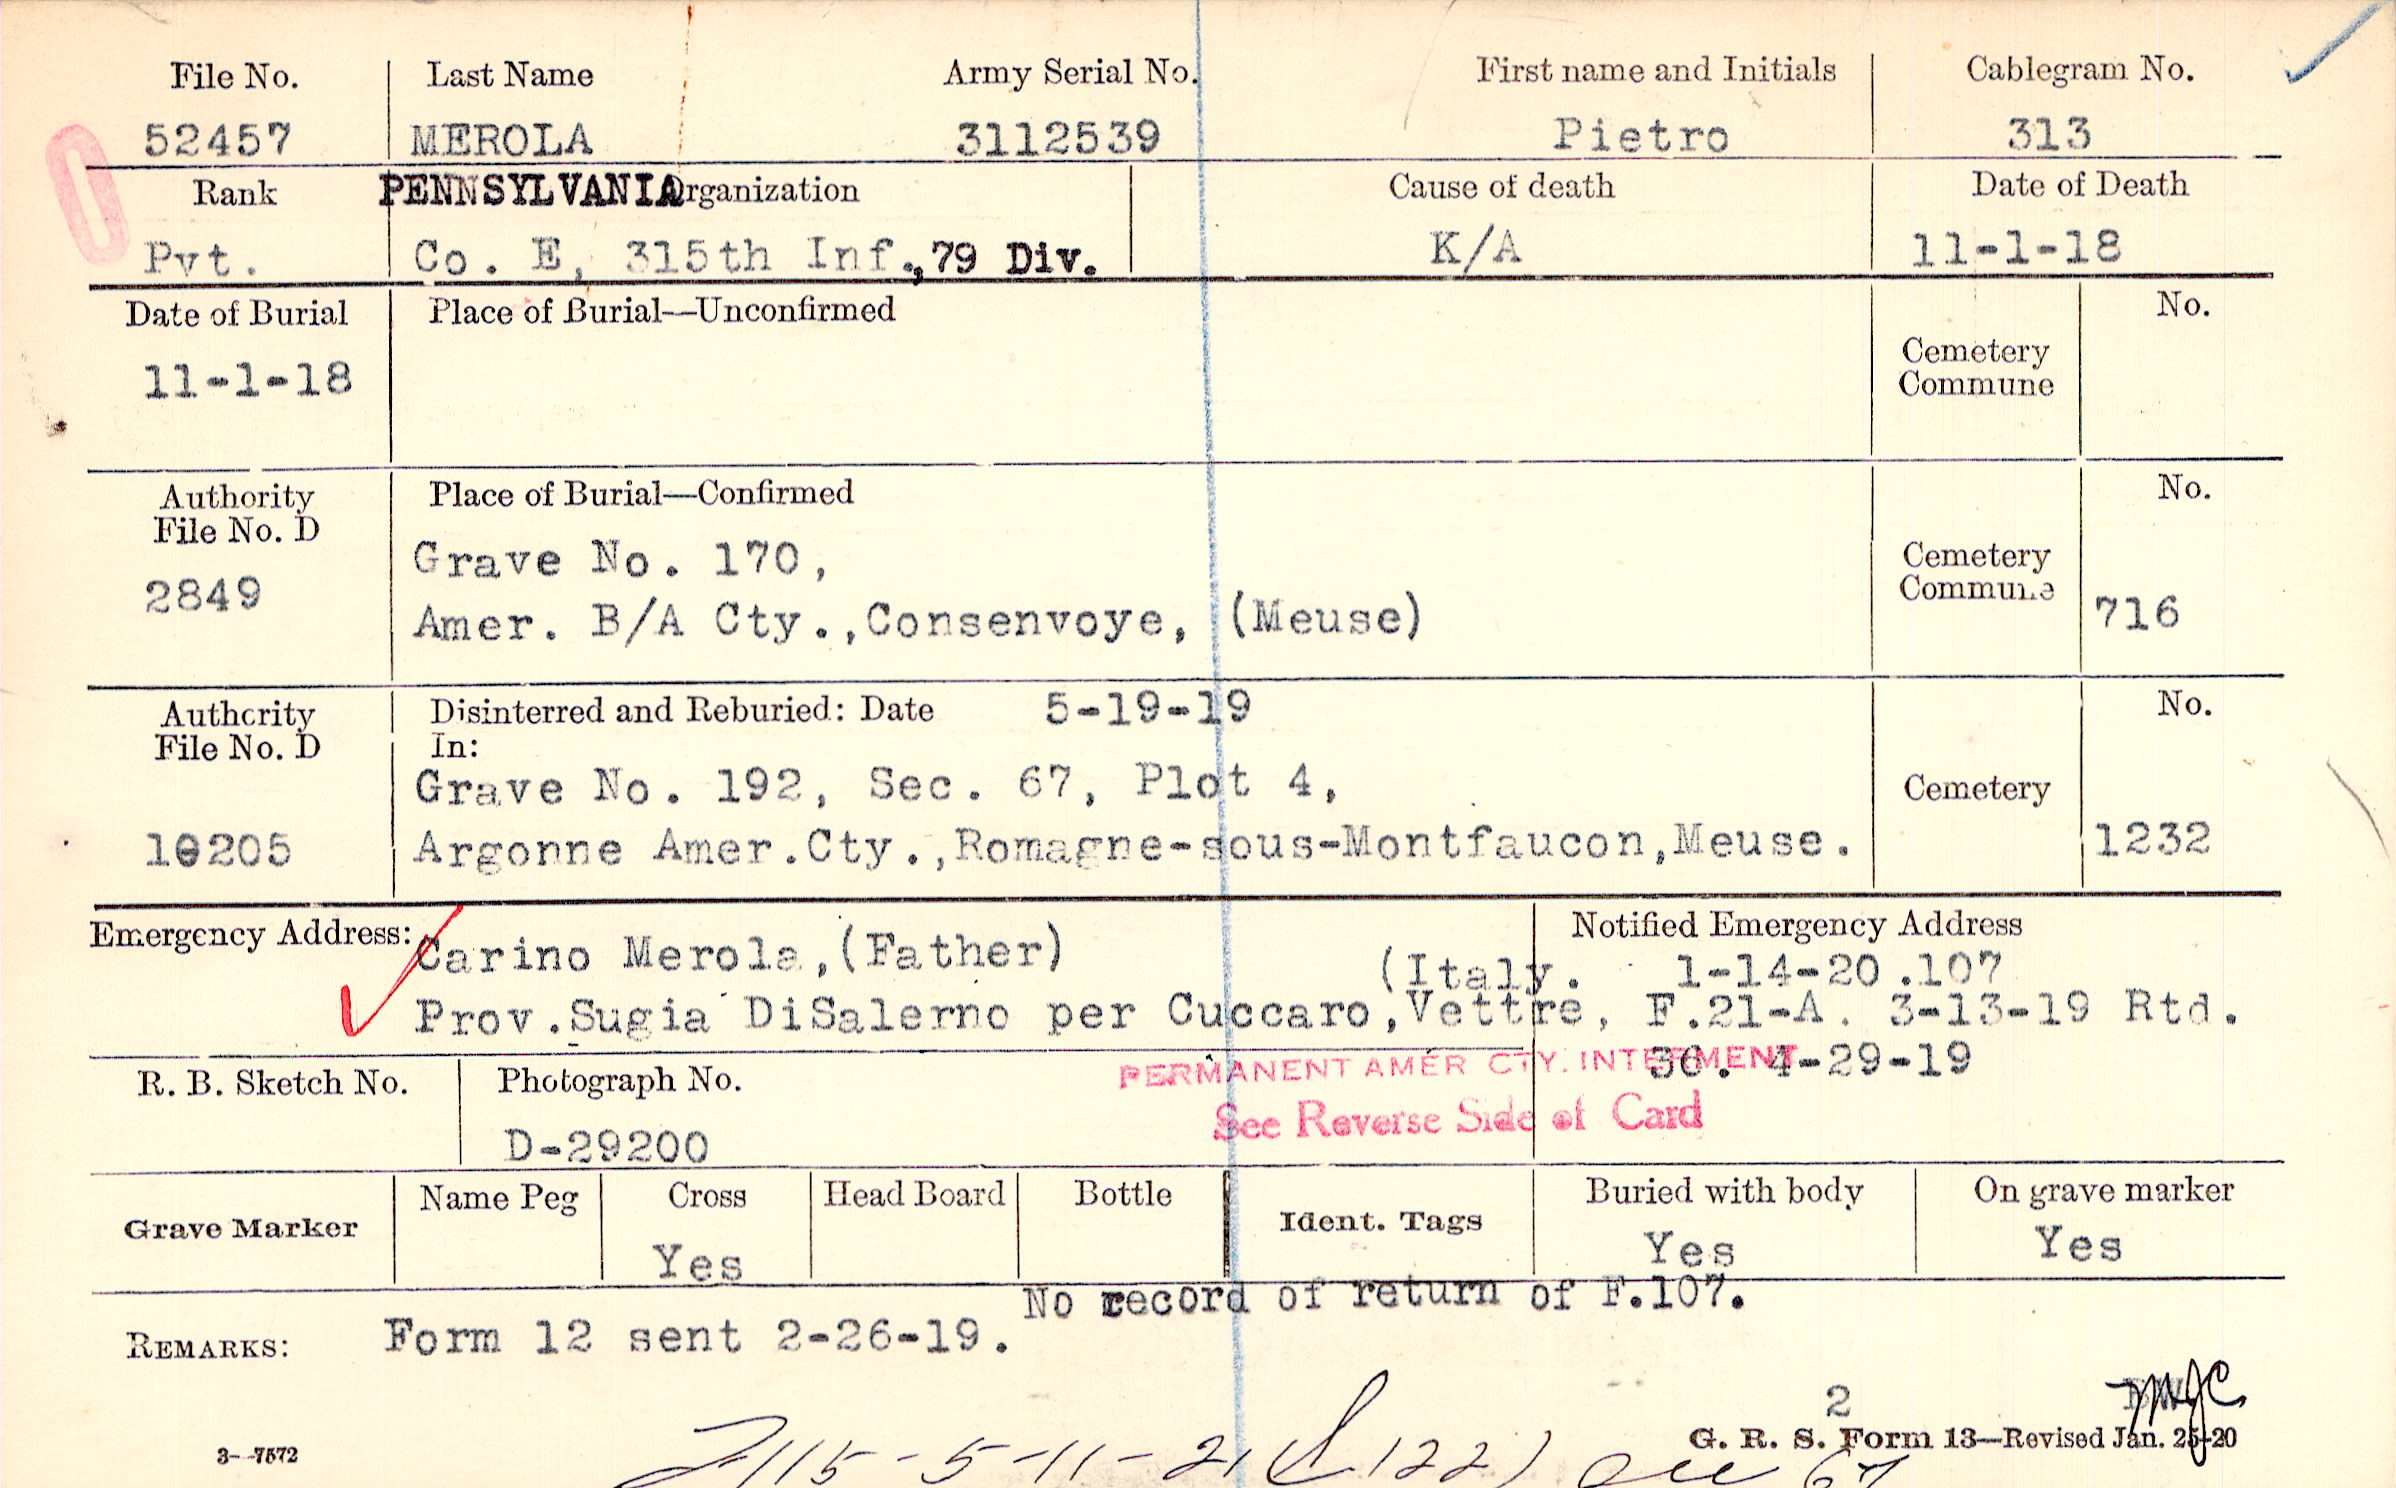 File No. Last Name Army Serial No. First name and Initials Cablegram No.
52457 MEROLA 3112539 Pietro 313
Rank PENNSYLVANIA Organization Cause of death Date of Death
Pvt. Co. E, 315th Inf.,79 Div. K/A 11-1-18
Date of Burial Place of Burial—Unconfirmed No.
11-1-18 Cemetery
Commune
Authority Place of Burial—Confirmed No.
File No. D
2849 Grave No. 170, Cemetery
Commune
Amer. B/A Cty.,Consenvoye, (Meuse) 716
Authority Disinterred and Reburied: Date 5-19-19 No.
File No. D In:
Grave No. 192, Sec. 67, Plot 4, Cemetery
10205 Argonne Amer.Cty.,Romagne-sous-Montfaucon,Meuse. 1232
Emergency Address: Notified Emergency Address
Carino Merola,(Father) (Italy. 1-14-20 .107
Prov.Sugia DiSalerno per Cuccaro,Vettre, F.21-A. 3-13-19 Rtd.
PERMANENT AMER CTY. INTERMENT 30. 4-29-19
R. B. Sketch No. Photograph No.
See Reverse Side of Card
D-29200
Grave Marker Name Peg Cross Head Board Bottle Ident. Tags Buried with body On grave marker
Yes Yes Yes
No record of return of F.107.
REMARKS: Form 12 sent 2-26-19.
2 MJC
G. R. S. Form 13—Revised Jan. 25-20
3--7572
115-5-11-21 122)